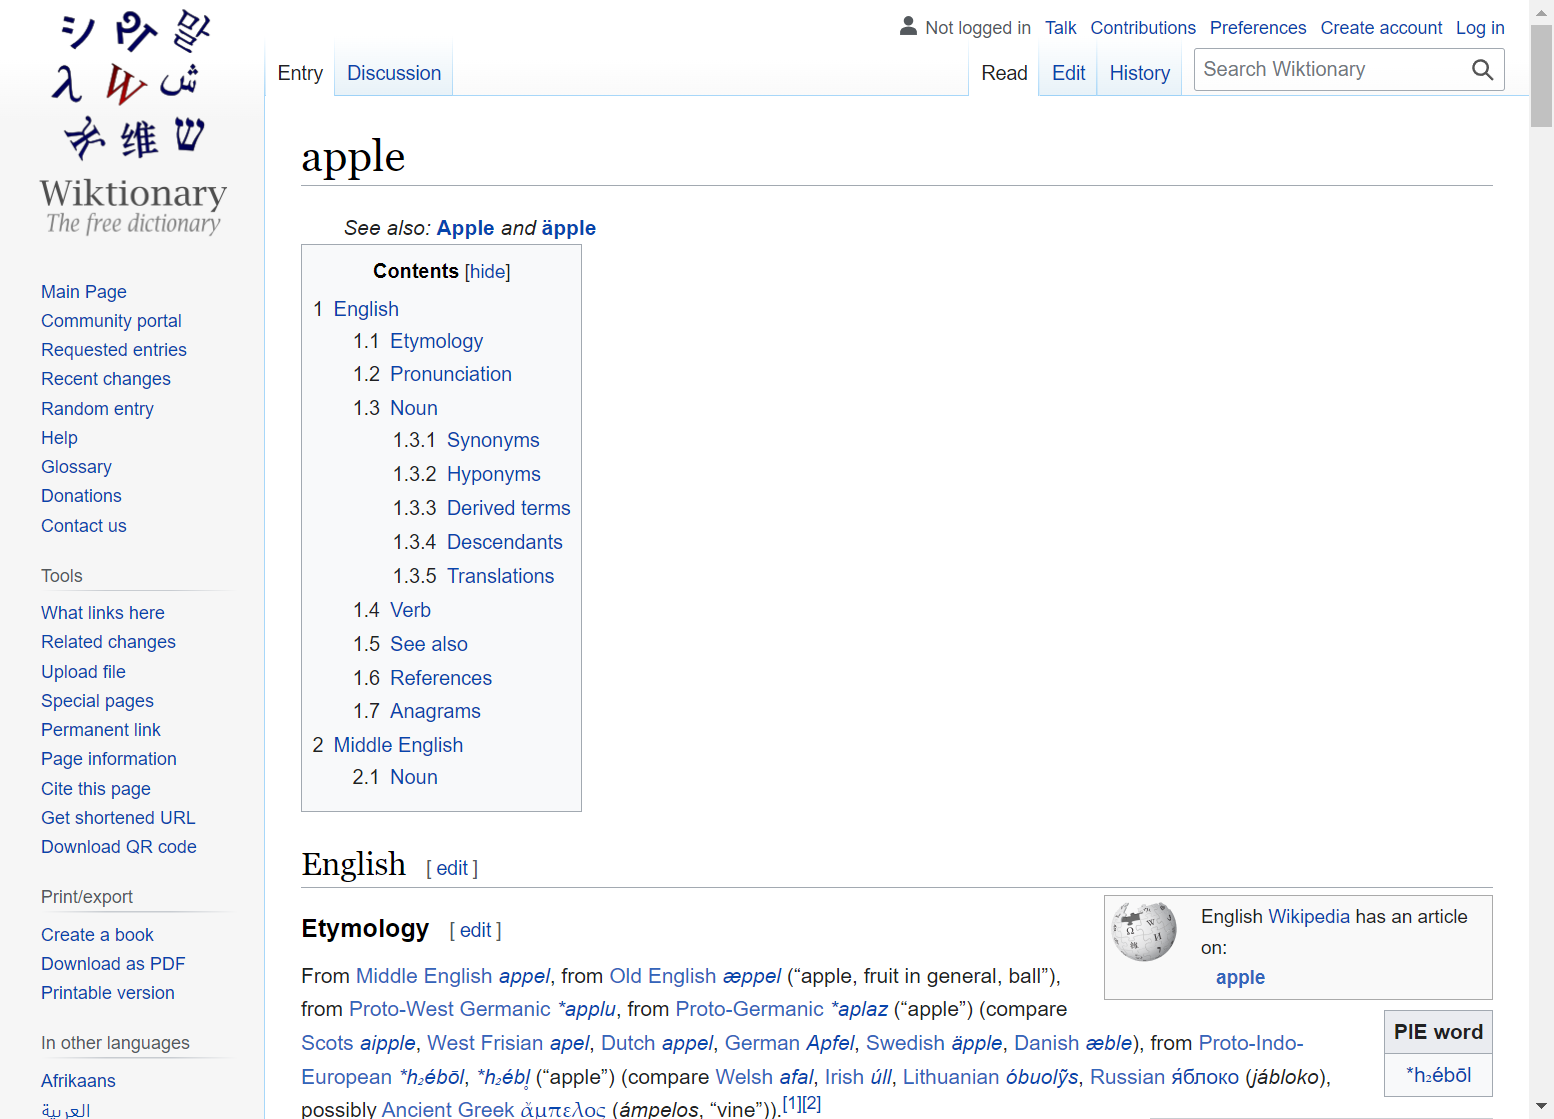 シ
말
λ
W
ش
维
ש
Wiktionary
The free dictionary
Not logged in Talk Contributions Preferences Create account Log in
Entry Discussion Read Edit History Search Wiktionary
apple
See also: Apple and äpple
Contents [hide]
1 English
1.1 Etymology
1.2 Pronunciation
1.3 Noun
1.3.1 Synonyms
1.3.2 Hyponyms
1.3.3 Derived terms
1.3.4 Descendants
1.3.5 Translations
1.4 Verb
1.5 See also
1.6 References
1.7 Anagrams
2 Middle English
2.1 Noun
Main Page
Community portal
Requested entries
Recent changes
Random entry
Help
Glossary
Donations
Contact us
Tools
What links here
Related changes
Upload file
Special pages
Permanent link
Page information
Cite this page
Get shortened URL
Download QR code
Print/export
Create a book
Download as PDF
Printable version
In other languages
Afrikaans
العربية
English [ edit ]
Etymology [ edit ]
English Wikipedia has an article
on:
apple
PIE word
*h₂ébōl
From Middle English appel, from Old English æppel (“apple, fruit in general, ball”),
from Proto-West Germanic *applu, from Proto-Germanic *aplaz (“apple”) (compare
Scots aipple, West Frisian apel, Dutch appel, German Apfel, Swedish äpple, Danish æble), from Proto-Indo-
European *h₂ébōl, *h₂ébl̥ (“apple”) (compare Welsh afal, Irish úll, Lithuanian óbuolỹs, Russian я́блоко (jábloko),
possibly Ancient Greek ἄμπελος (ámpelos, “vine”)).[1][2]